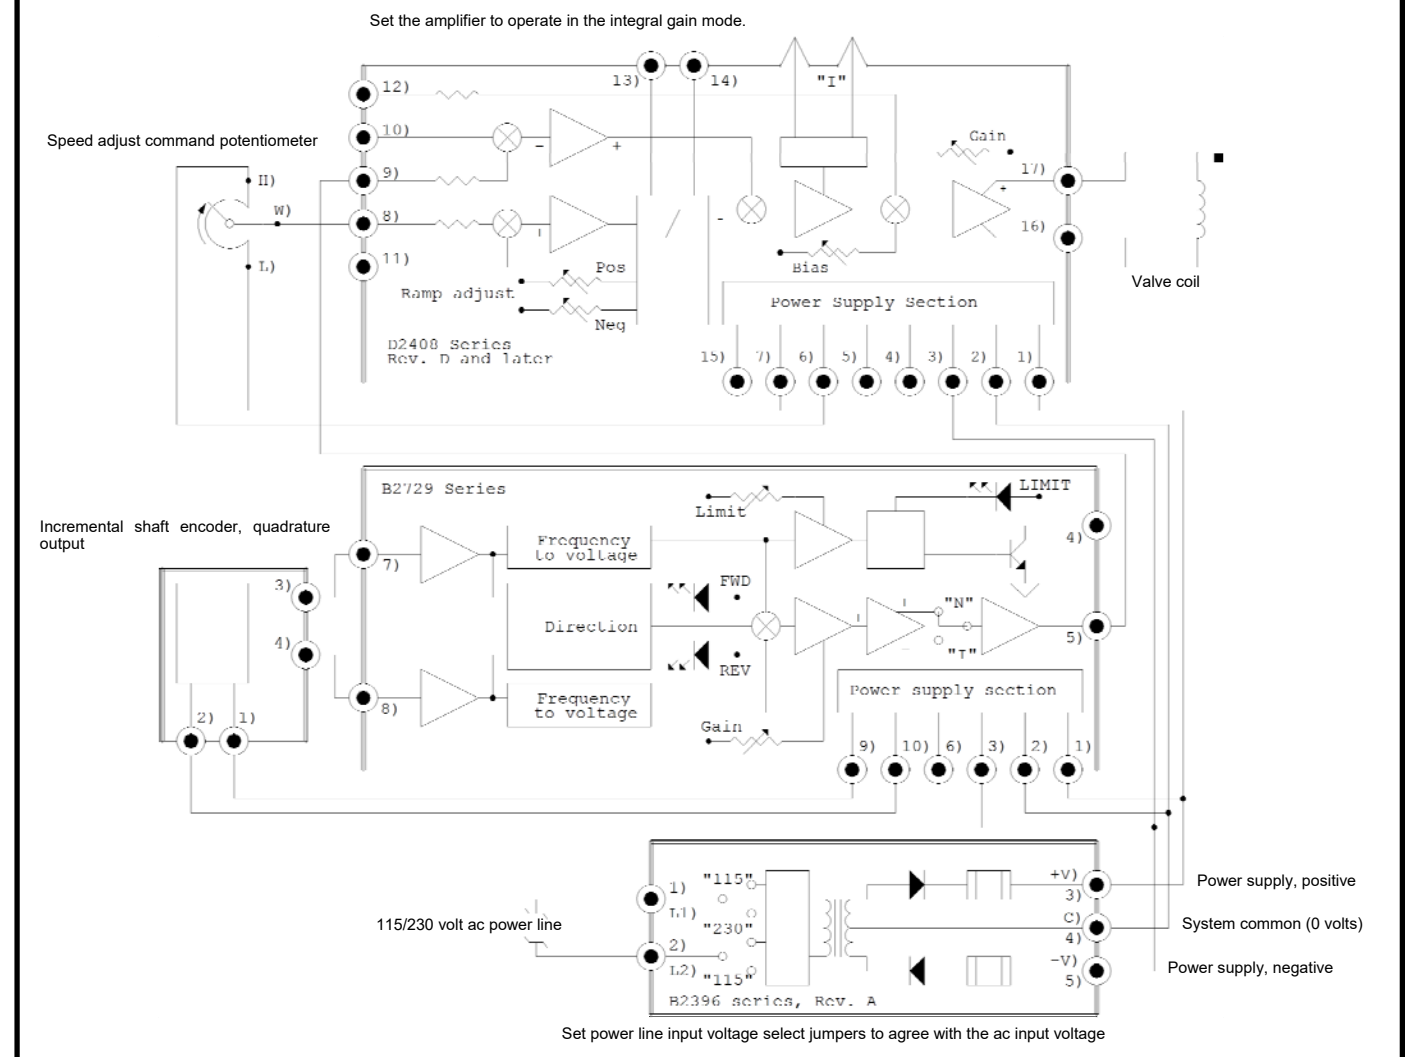 Set the amplifier to operate in the integral gain mode.
12)
13)
14)
"I"
10)
Gain
Speed adjust command potentiometer
-
+
9)
17)
H)
+
W)
8)
-
16)
11)
L)
Pos
Bias
Valve coil
Ramp adjust
Power Supply Section
Neg
D2408 Series
Rev. D and later
15) 7) 6) 5) 4) 3) 2) 1)
B2729 Series
LIMIT
Limit
Incremental shaft encoder, quadrature
output
Frequency
to voltage
4)
7)
3)
FWD
"N"
Direction
4)
5)
"T"
REV
Power supply section
Frequency
to voltage
8)
2) 1)
Gain
9) 10) 6) 3) 2) 1)
"115"
+V)
Power supply, positive
1)
3)
L1)
C)
115/230 volt ac power line
"230"
System common (0 volts)
2)
4)
-V)
Power supply, negative
L2)
"115"
5)
B2396 series, Rev. A
Set power line input voltage select jumpers to agree with the ac input voltage